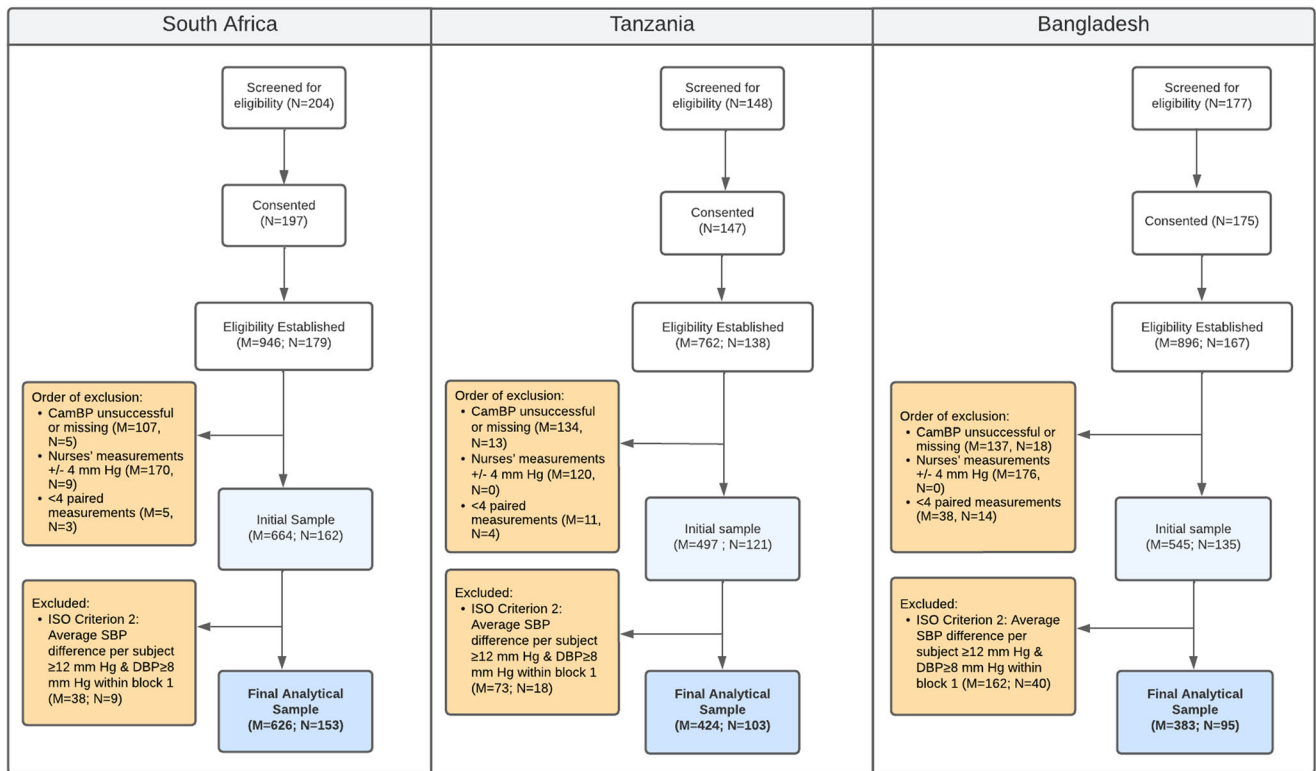 South Africa
Screened for
eligibility (N=204)
Consented
(N=197)
Eligibility Established
(M=946; N=179)
Order of exclusion:
• CamBP unsuccessful
or missing (M=107,
N=5)
• Nurses' measurements
+/- 4 mm Hg (M=170,
N=9)
• <4 paired
measurements (M=5,
N=3)
Initial Sample
(M=664; N=162)
Excluded:
• ISO Criterion 2:
Average SBP
difference per subject
≥12 mm Hg & DBP≥8
mm Hg within block 1
(M=38; N=9)
Final Analytical
Sample
(M=626; N=153)
Tanzania
Screened for
eligibility (N=148)
Consented
(N=147)
Eligibility Established
(M=762; N=138)
Order of exclusion:
• CamBP unsuccessful
or missing (M=134,
N=13)
• Nurses' measurements
+/- 4 mm Hg (M=120,
N=0)
• <4 paired
measurements (M=11,
N=4)
Initial sample
(M=497 ; N=121)
Excluded:
• ISO Criterion 2:
Average SBP
difference per subject
≥12 mm Hg & DBP≥8
mm Hg within block 1
(M=73; N=18)
Final Analytical
Sample
(M=424; N=103)
Bangladesh
Screened for
eligibility (N=177)
Consented (N=175)
Eligibility Established
(M=896; N=167)
Order of exclusion:
• CamBP unsuccessful or
missing (M=137, N=18)
• Nurses' measurements
+/- 4 mm Hg (M=176,
N=0)
• <4 paired measurements
(M=38, N=14)
Initial sample
(M=545; N=135)
Excluded:
• ISO Criterion 2: Average
SBP difference per
subject ≥12 mm Hg &
DBP≥8 mm Hg within
block 1 (M=162; N=40)
Final Analytical
Sample
(M=383; N=95)